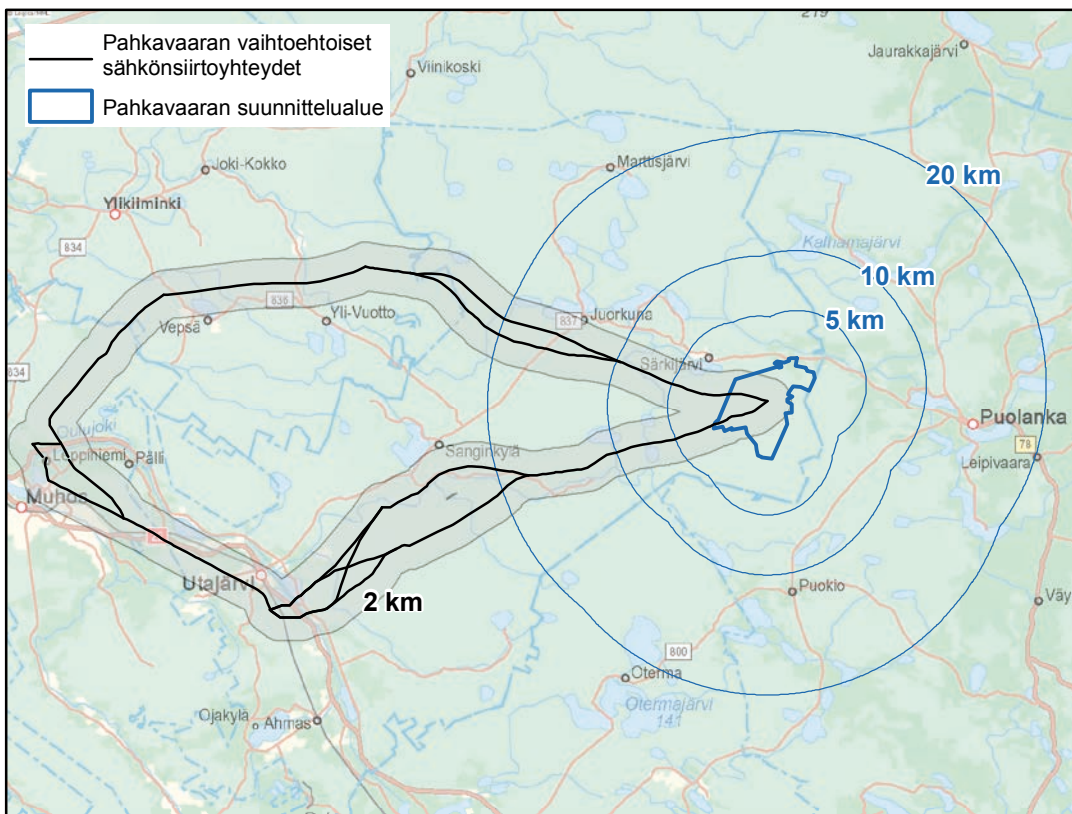 Pahkavaaran vaihtoehtoiset
sähkönsiirtoyhteydet
Pahkavaaran suunnittelualue
219
Jaurakkajärvi
Viinikoski
Joki-Kokko
Marttisjärvi
20 km
Ylikiiminki
834
Kalhamajärvi
10 km
836
Vepsä
Yli-Vuotto
837
Juorkuna
5 km
Särkijärvi
834
Puolanka
78
Oulujoki
Leppiniemi
Pälli
Sanginkylä
Leipivaara
Muhos
Utajärvi
2 km
Puokio
Väy
800
Oterma
Otermajärvi
141
Ojakylä
Ahmas